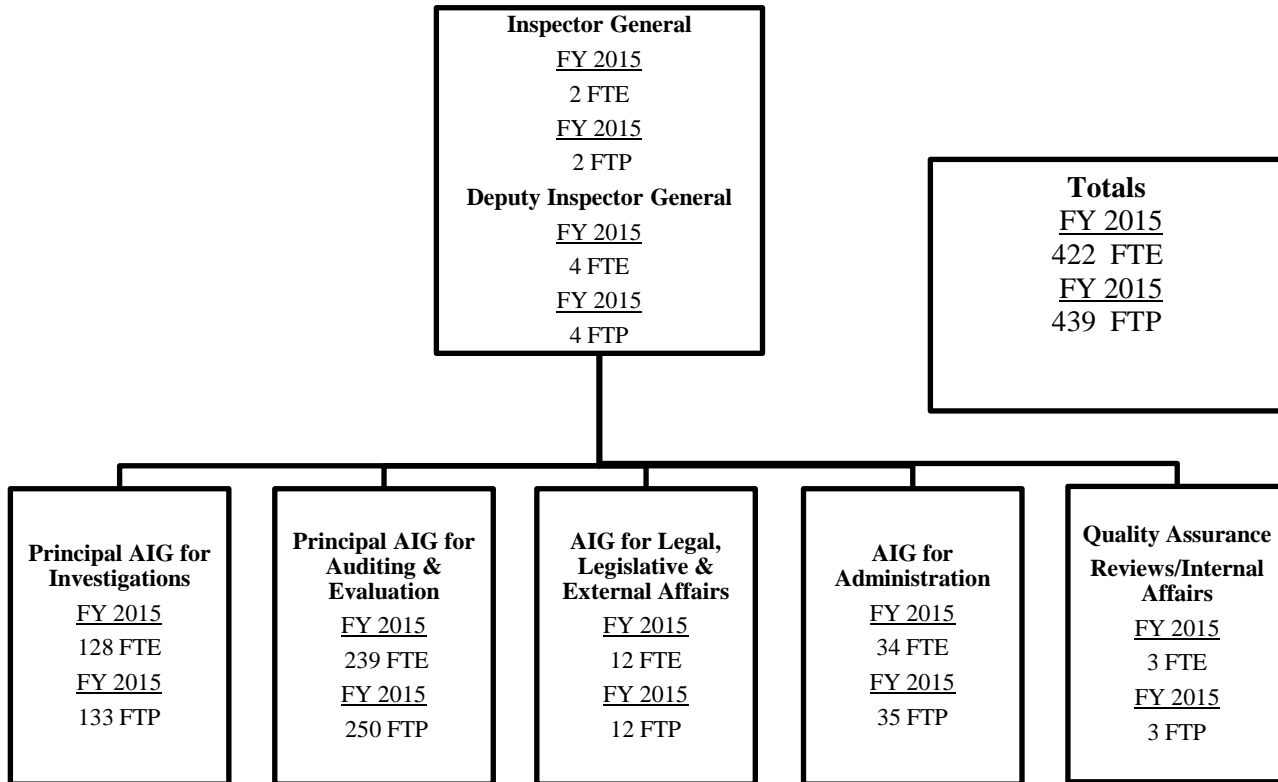 Inspector General
FY 2015
2 FTE
FY 2015
2 FTP
Deputy Inspector General
FY 2015
4 FTE
FY 2015
4 FTP
Totals
FY 2015
422 FTE
FY 2015
439 FTP
Principal AIG for
Investigations
FY 2015
128 FTE
FY 2015
133 FTP
Principal AIG for
Auditing &
Evaluation
FY 2015
239 FTE
FY 2015
250 FTP
AIG for Legal,
Legislative &
External Affairs
FY 2015
12 FTE
FY 2015
12 FTP
AIG for
Administration
FY 2015
34 FTE
FY 2015
35 FTP
Quality Assurance
Reviews/Internal
Affairs
FY 2015
3 FTE
FY 2015
3 FTP